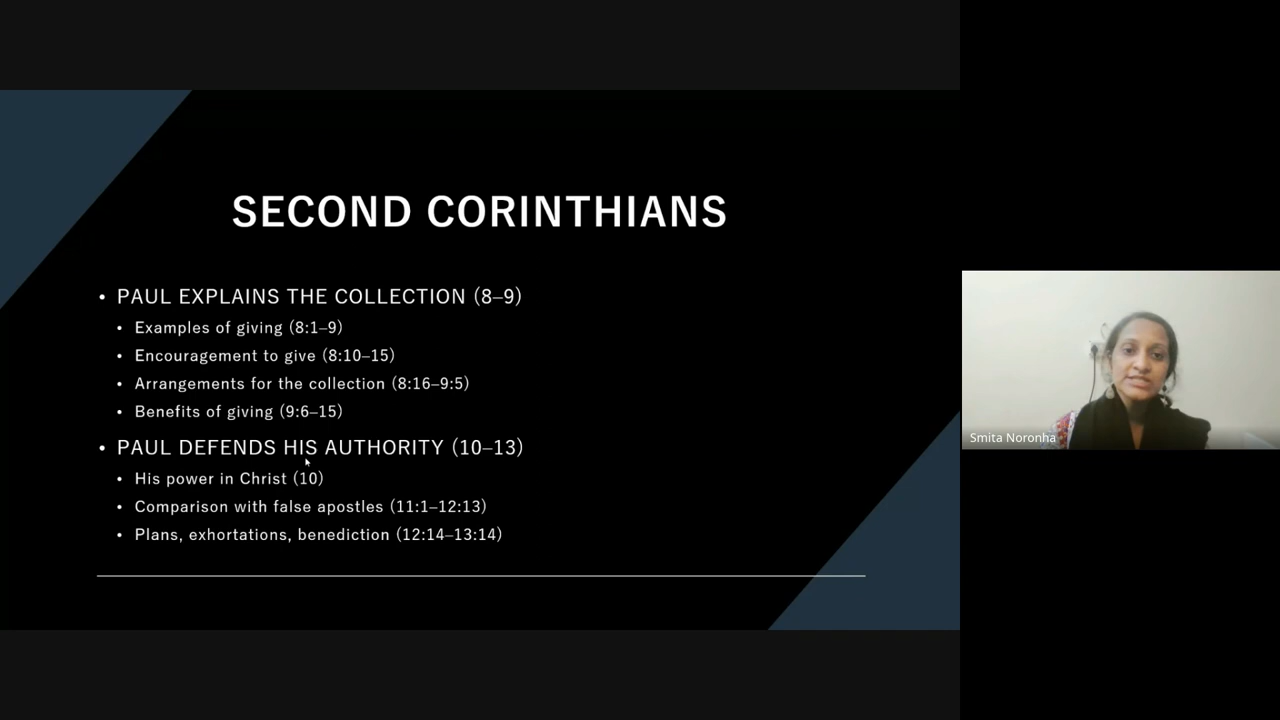 SECOND CORINTHIANS
• PAUL EXPLAINS THE COLLECTION (8–9)
• Examples of giving (8:1–9)
• Encouragement to give (8:10–15)
• Arrangements for the collection (8:16–9:5)
• Benefits of giving (9:6–15)
• PAUL DEFENDS HIS AUTHORITY (10–13)
• His power in Christ (10)
• Comparison with false apostles (11:1–12:13)
• Plans, exhortations, benediction (12:14–13:14)
Smita Noronha